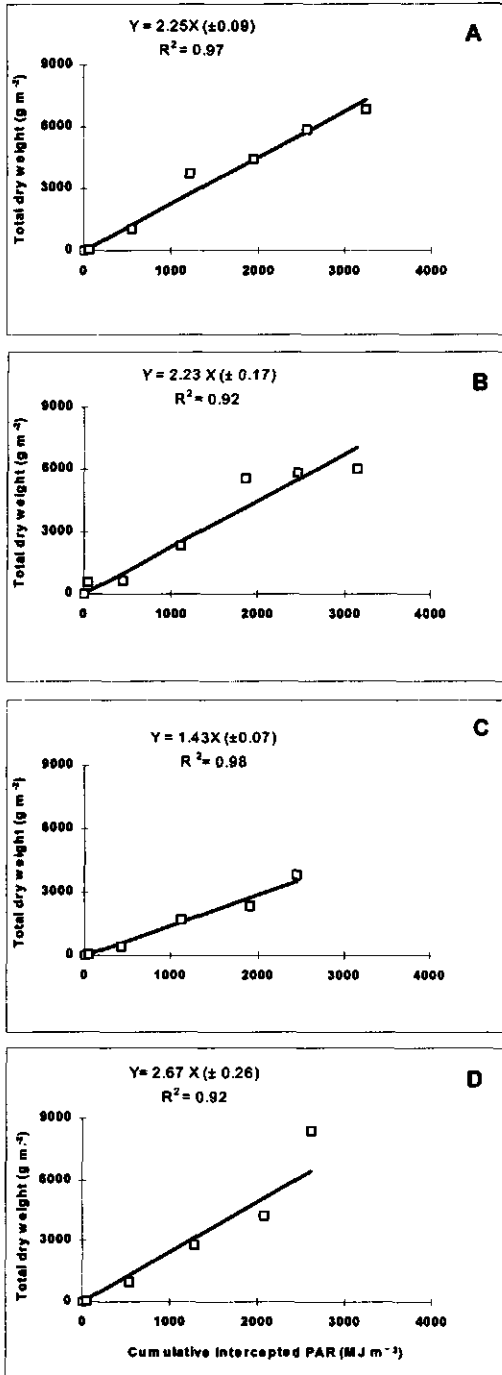 Y = 2.25X (±0.09)
A
R² = 0.97
Total dry weight (g m⁻²)
9000
6000
3000
0
0 1000 2000 3000 4000
Y = 2.23 X (± 0.17)
B
R² = 0.92
Total dry weight (g m⁻²)
9000
6000
3000
0
0 1000 2000 3000 4000
Y = 1.43X (±0.07)
C
R² = 0.98
Total dry weight (g m⁻²)
9000
6000
3000
0
0 1000 2000 3000 4000
Y= 2.67 X (± 0.26)
D
R² = 0.92
Total dry weight (g m⁻²)
9000
6000
3000
0
0 1000 2000 3000 4000
Cumulative Intercepted PAR (MJ m⁻³)